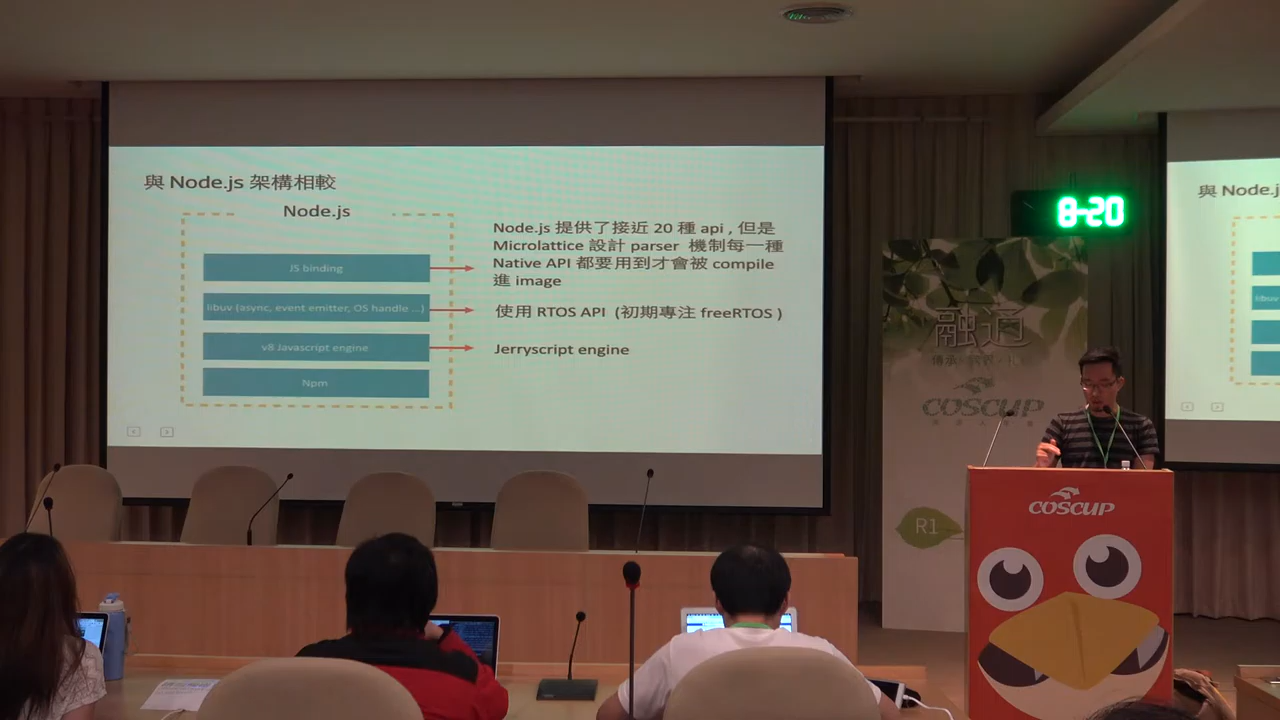 與 Node.js 架構相較
Node.js
JS binding
libuv (async, event emitter, OS handle ...)
v8 Javascript engine
Npm
Node.js 提供了接近 20 種 api , 但是
Microlattice 設計 parser 機制每一種
Native API 都要用到才會被 compile
進 image
使用 RTOS API (初期專注 freeRTOS )
Jerryscript engine
8-20
與 Node.j
libuv
融通
COSCUP
R1
COSCUP